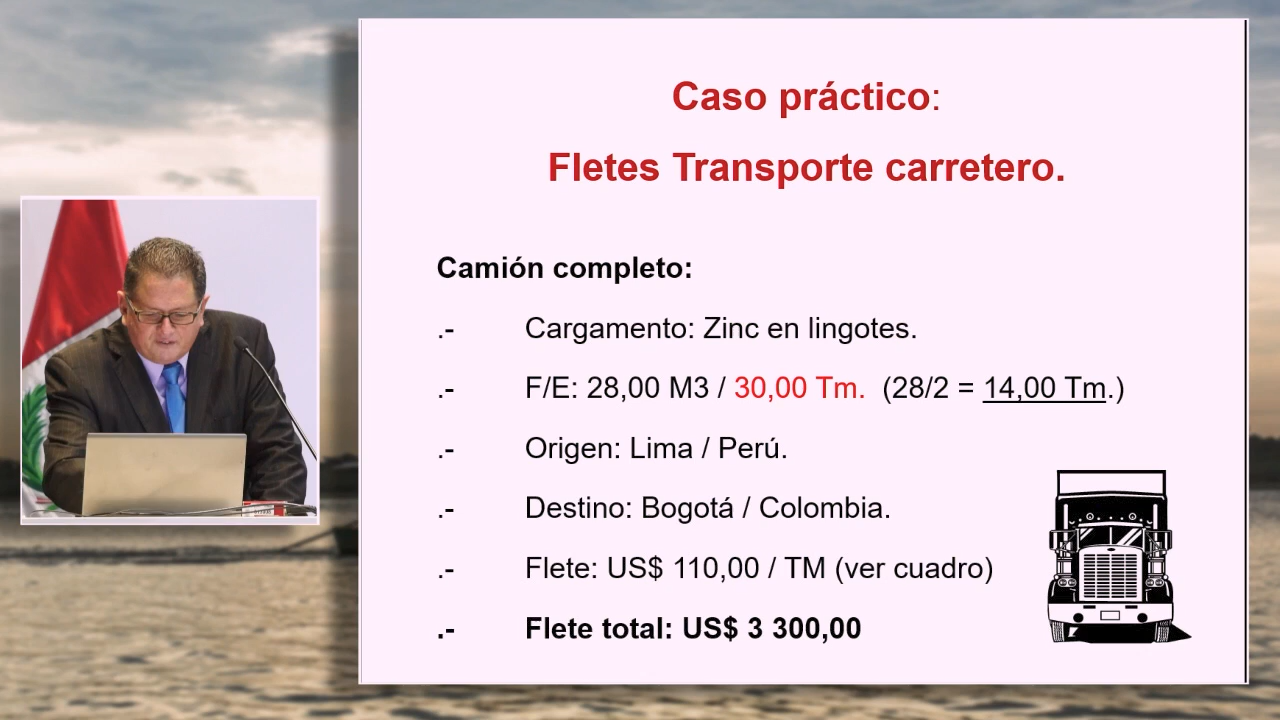 Caso práctico:
Fletes Transporte carretero.
Camión completo:
.- Cargamento: Zinc en lingotes.
.- F/E: 28,00 M3 / 30,00 Tm. (28/2 = 14,00 Tm.)
.- Origen: Lima / Perú.
.- Destino: Bogotá / Colombia.
.- Flete: US$ 110,00 / TM (ver cuadro)
.- Flete total: US$ 3 300,00